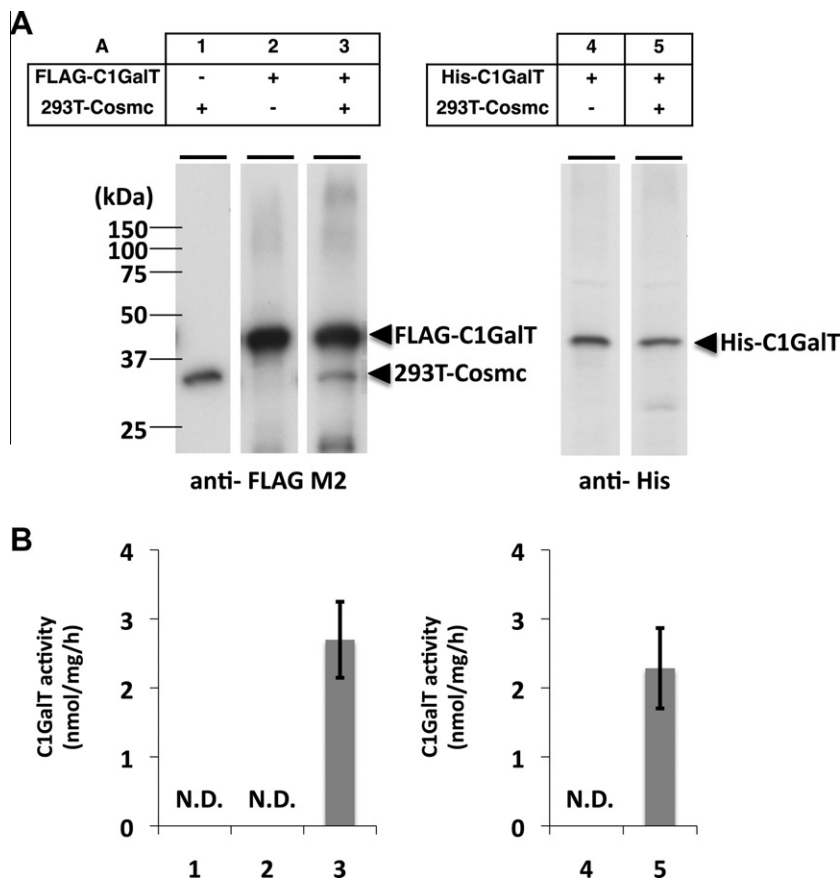 A
A 1 2 3
FLAG-C1GalT - + +
293T-Cosmc + - +
4 5
His-C1GalT + +
293T-Cosmc - +
(kDa)
150
100
75
50
37
25
FLAG-C1GalT
293T-Cosmc
His-C1GalT
anti- FLAG M2
anti- His
B
C1GalT activity
(nmol/mg/h)
4
3
2
1
0
N.D. N.D.
1 2 3
C1GalT activity
(nmol/mg/h)
4
3
2
1
0
N.D.
4 5